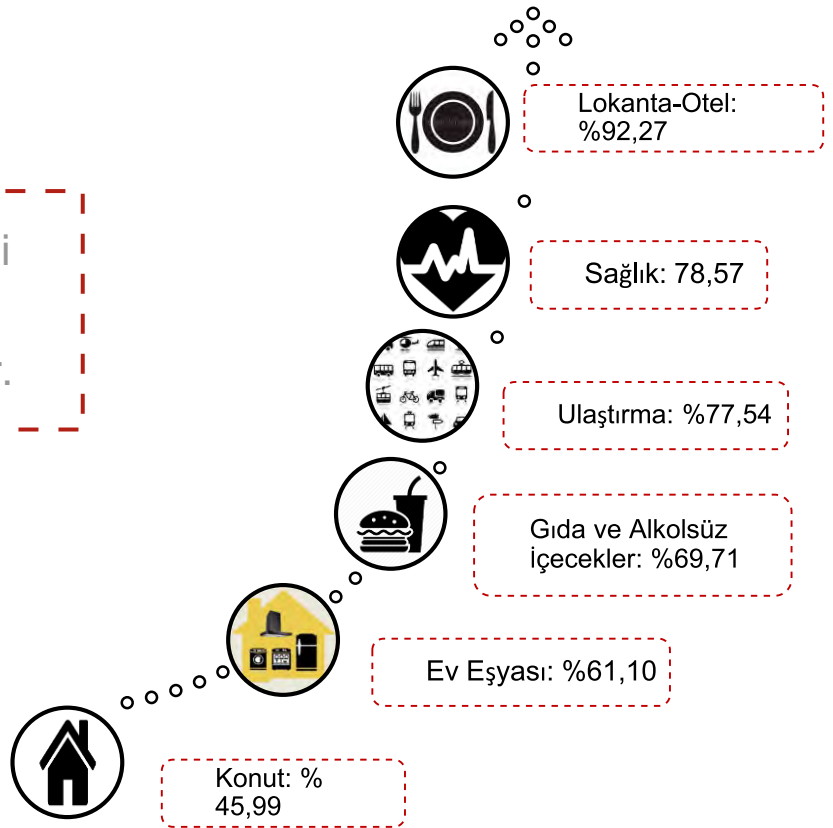 Lokanta-Otel:
%92,27
i
Sağlık: 78,57
.
Ulaştırma: %77,54
Gıda ve Alkolsüz
İçecekler: %69,71
Ev Eşyası: %61,10
Konut: %
45,99